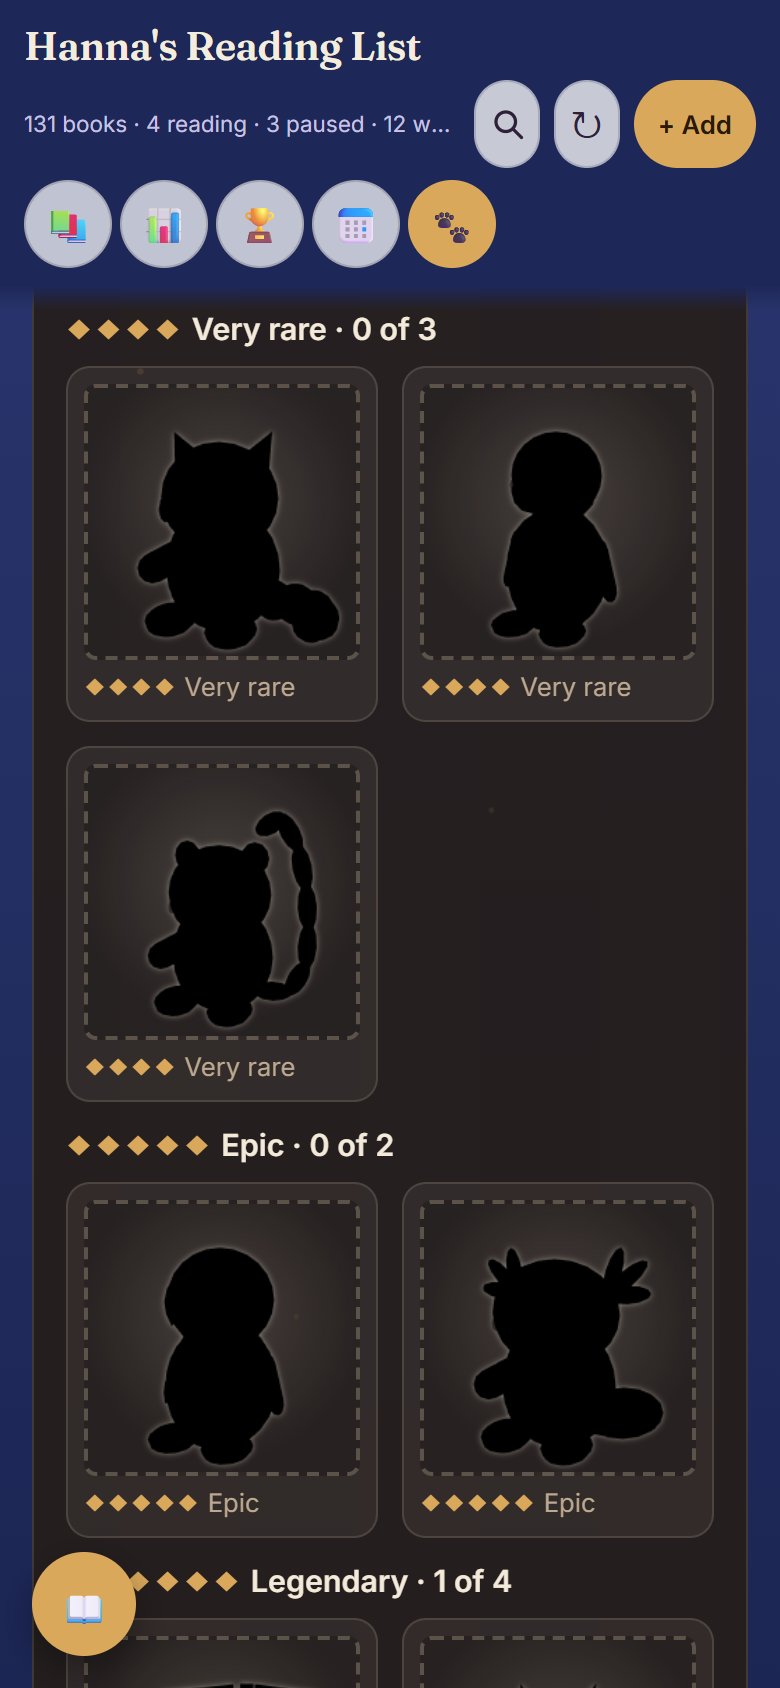 Hanna's Reading List
131 books · 4 reading · 3 paused · 12 w...
+ Add
Very rare · 0 of 3
Very rare
Very rare
Very rare
Epic · 0 of 2
Epic
Epic
Legendary · 1 of 4